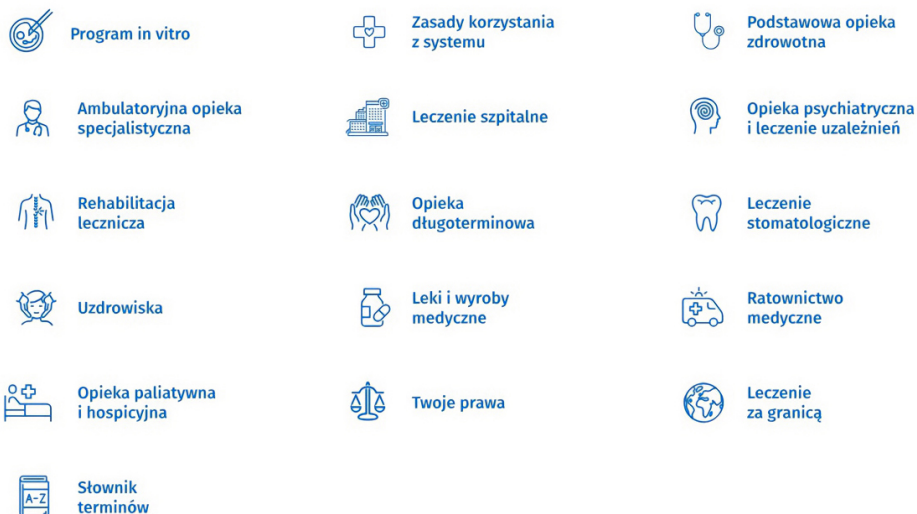 Program in vitro
Zasady korzystania
z systemu
Podstawowa opieka
zdrowotna
Ambulatoryjna opieka
specjalistyczna
Leczenie szpitalne
Opieka psychiatryczna
i leczenie uzależnień
Rehabilitacja
lecznicza
Opieka
długoterminowa
Leczenie
stomatologiczne
Uzdrowiska
Leki i wyroby
medyczne
Ratownictwo
medyczne
Opieka paliatywna
i hospicyjna
Twoje prawa
Leczenie
za granicą
A-Z
Słownik
terminów